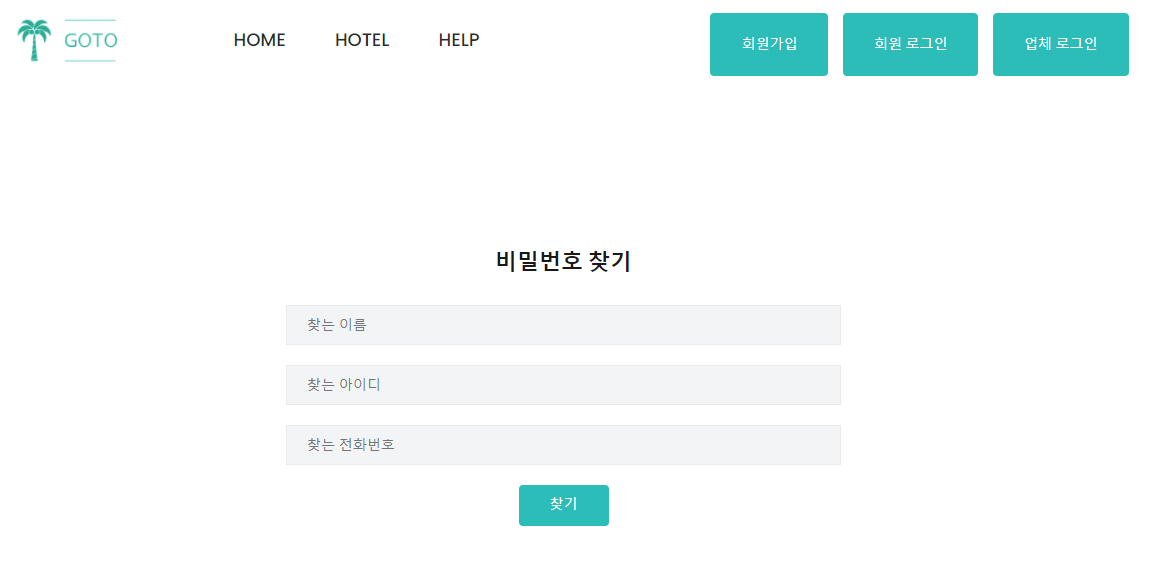 GOTO HOME HOTEL HELP 회원가입 회원 로그인 업체 로그인
비밀번호 찾기
찾는 이름
찾는 아이디
찾는 전화번호
찾기